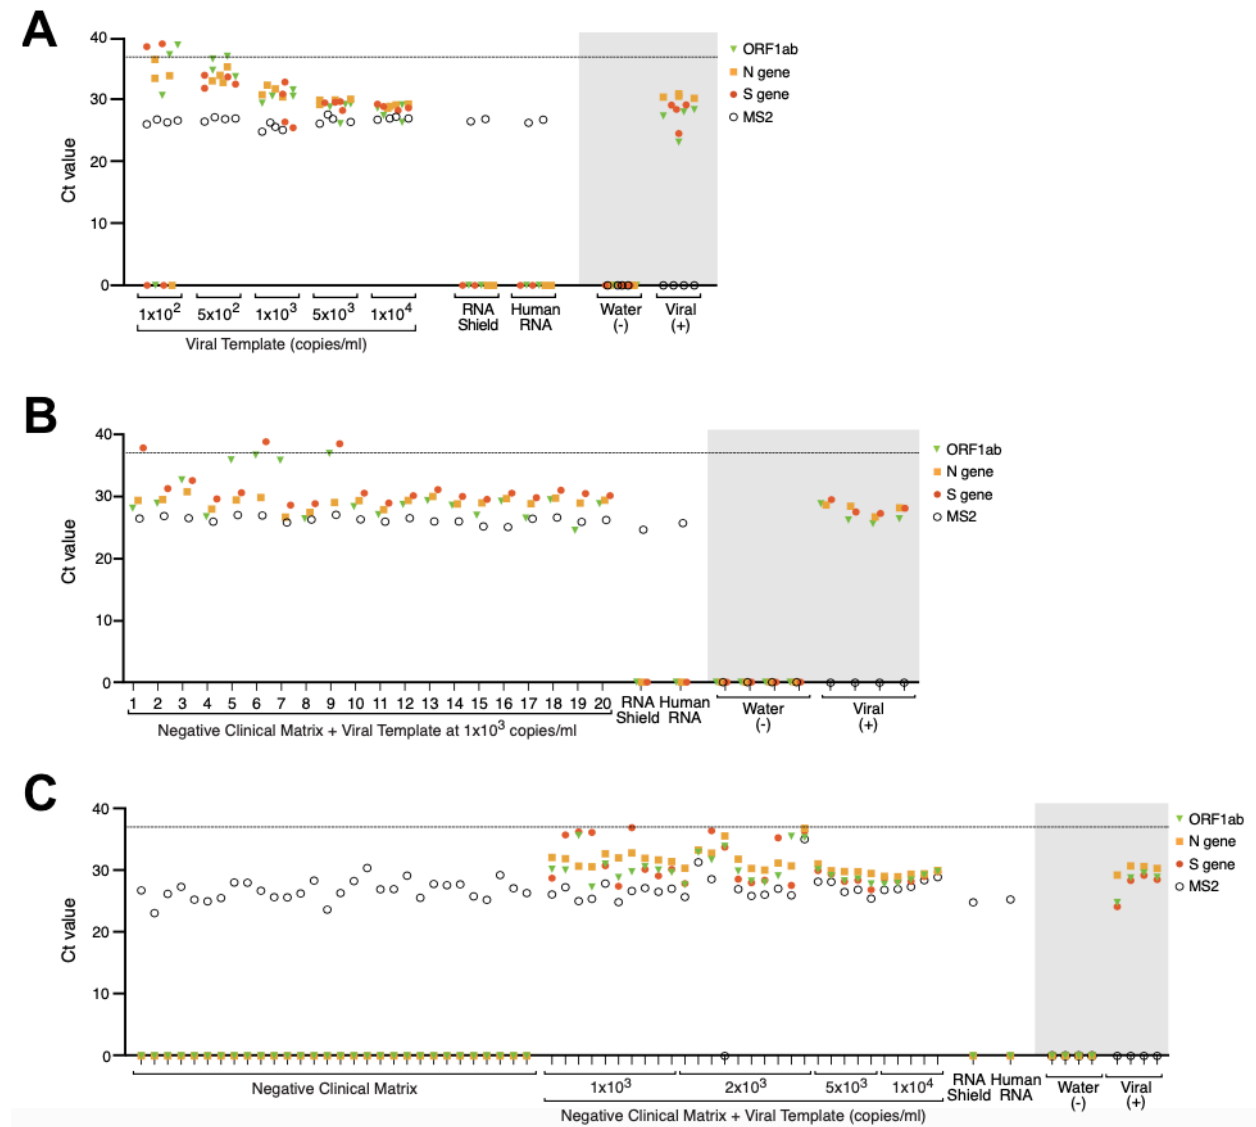 A
40
30
20
10
0
Ct value
ORF1ab
N gene
S gene
MS2
1x10² 5x10² 1x10³ 5x10³ 1x10⁴
Viral Template (copies/ml)
RNA Shield
Human RNA
Water (-)
Viral (+)
B
40
30
20
10
0
Ct value
ORF1ab
N gene
S gene
MS2
1 2 3 4 5 6 7 8 9 10 11 12 13 14 15 16 17 18 19 20
Negative Clinical Matrix + Viral Template at 1x10³ copies/ml
RNA Shield
Human RNA
Water (-)
Viral (+)
C
40
30
20
10
0
Ct value
ORF1ab
N gene
S gene
MS2
Negative Clinical Matrix
1x10³ 2x10³ 5x10³ 1x10⁴
Negative Clinical Matrix + Viral Template (copies/ml)
RNA Shield
Human RNA
Water (-)
Viral (+)